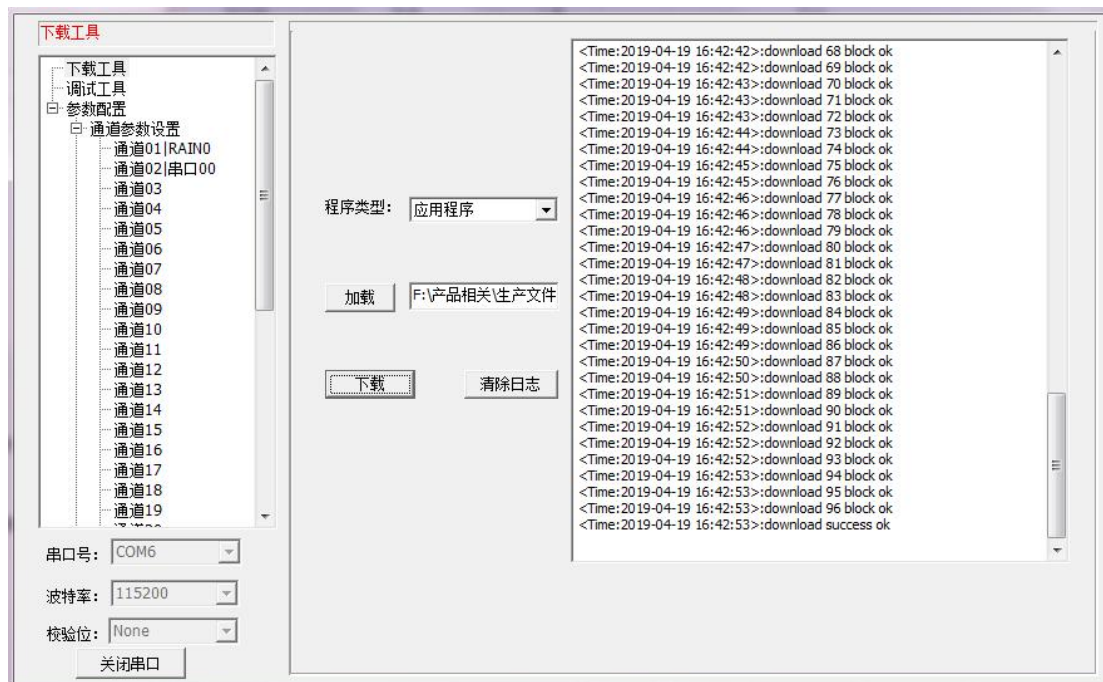 下载工具
下载工具
调试工具
参数配置
通道参数设置
通道01|RAIN0
通道02|串口00
通道03
通道04
通道05
通道06
通道07
通道08
通道09
通道10
通道11
通道12
通道13
通道14
通道15
通道16
通道17
通道18
通道19
串口号：
COM6
波特率：
115200
校验位：
None
关闭串口
程序类型：
应用程序
加载
F:\产品相关\生产文件
下载
清除日志
<Time:2019-04-19 16:42:42>:download 68 block ok
<Time:2019-04-19 16:42:42>:download 69 block ok
<Time:2019-04-19 16:42:43>:download 70 block ok
<Time:2019-04-19 16:42:43>:download 71 block ok
<Time:2019-04-19 16:42:43>:download 72 block ok
<Time:2019-04-19 16:42:44>:download 73 block ok
<Time:2019-04-19 16:42:44>:download 74 block ok
<Time:2019-04-19 16:42:45>:download 75 block ok
<Time:2019-04-19 16:42:45>:download 76 block ok
<Time:2019-04-19 16:42:46>:download 77 block ok
<Time:2019-04-19 16:42:46>:download 78 block ok
<Time:2019-04-19 16:42:46>:download 79 block ok
<Time:2019-04-19 16:42:47>:download 80 block ok
<Time:2019-04-19 16:42:47>:download 81 block ok
<Time:2019-04-19 16:42:48>:download 82 block ok
<Time:2019-04-19 16:42:48>:download 83 block ok
<Time:2019-04-19 16:42:49>:download 84 block ok
<Time:2019-04-19 16:42:49>:download 85 block ok
<Time:2019-04-19 16:42:49>:download 86 block ok
<Time:2019-04-19 16:42:50>:download 87 block ok
<Time:2019-04-19 16:42:50>:download 88 block ok
<Time:2019-04-19 16:42:51>:download 89 block ok
<Time:2019-04-19 16:42:51>:download 90 block ok
<Time:2019-04-19 16:42:52>:download 91 block ok
<Time:2019-04-19 16:42:52>:download 92 block ok
<Time:2019-04-19 16:42:52>:download 93 block ok
<Time:2019-04-19 16:42:53>:download 94 block ok
<Time:2019-04-19 16:42:53>:download 95 block ok
<Time:2019-04-19 16:42:53>:download 96 block ok
<Time:2019-04-19 16:42:53>:download success ok